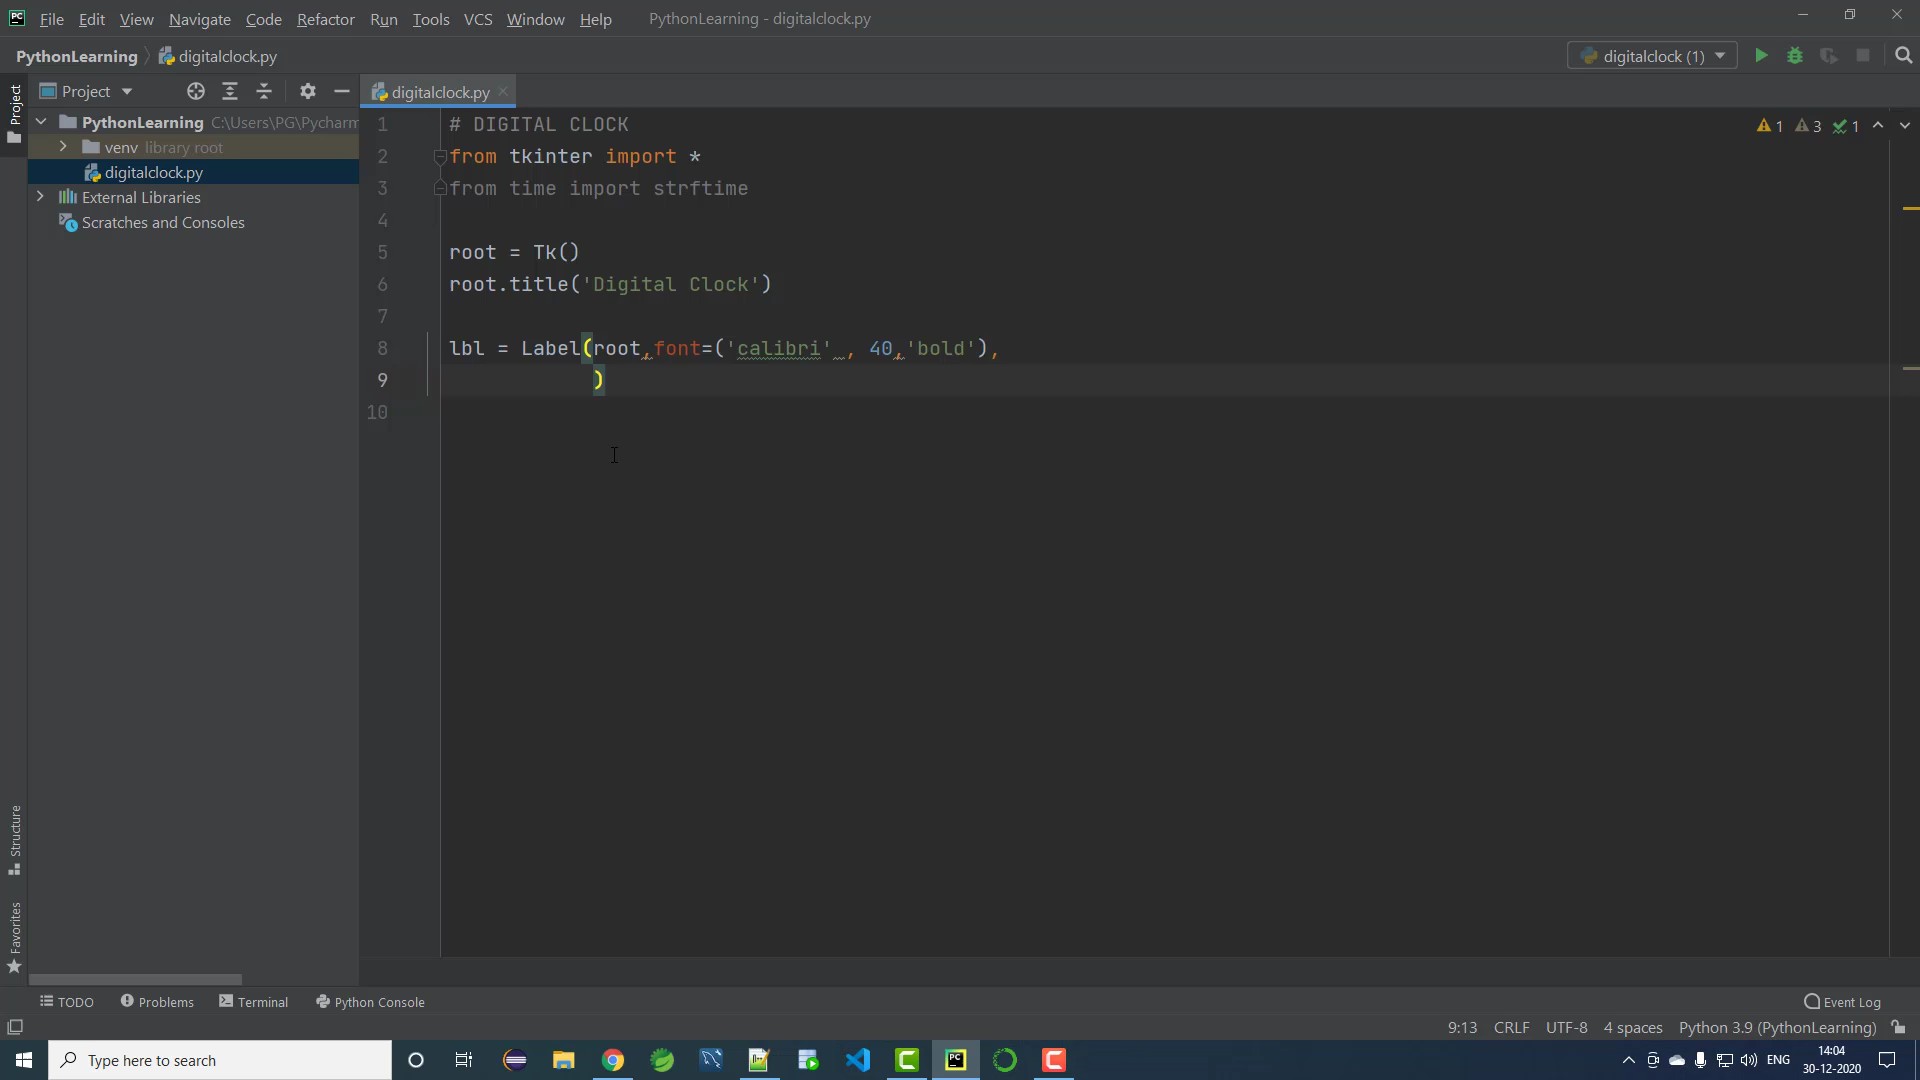 PC File Edit View Navigate Code Refactor Run Tools VCS Window Help PythonLearning - digitalclock.py
PythonLearning digitalclock.py digitalclock (1)
Project Project digitalclock.py
PythonLearning C:\Users\PG\Pycharm
venv library root
digitalclock.py
External Libraries
Scratches and Consoles
1 # DIGITAL CLOCK
2 from tkinter import *
3 from time import strftime
4
5 root = Tk()
6 root.title('Digital Clock')
7
8 lbl = Label(root,font=('calibri' , 40,'bold'),
9 )
10
1 3 1
Structure
Favorites
TODO Problems Terminal Python Console Event Log
9:13 CRLF UTF-8 4 spaces Python 3.9 (PythonLearning)
Type here to search PC ENG 14:04
30-12-2020